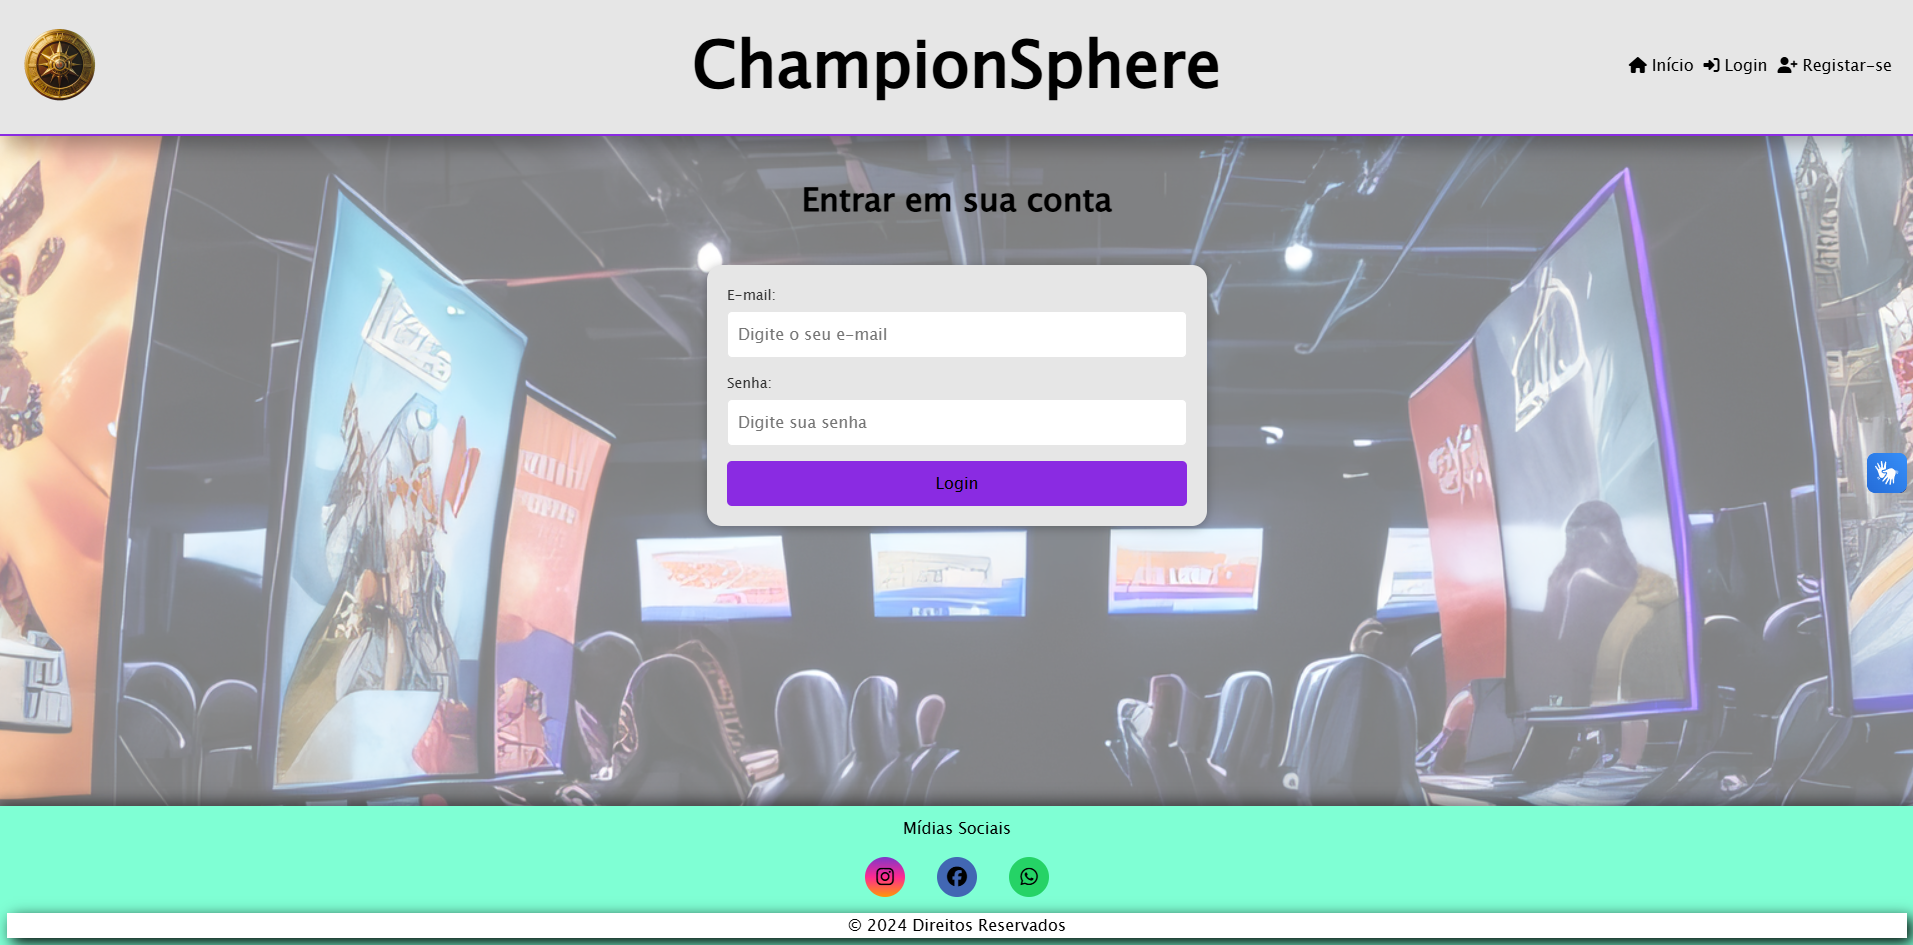 ChampionSphere
Início Login Registar-se
Entrar em sua conta
E-mail:
Digite o seu e-mail
Senha:
Digite sua senha
Login
Mídias Sociais
© 2024 Direitos Reservados